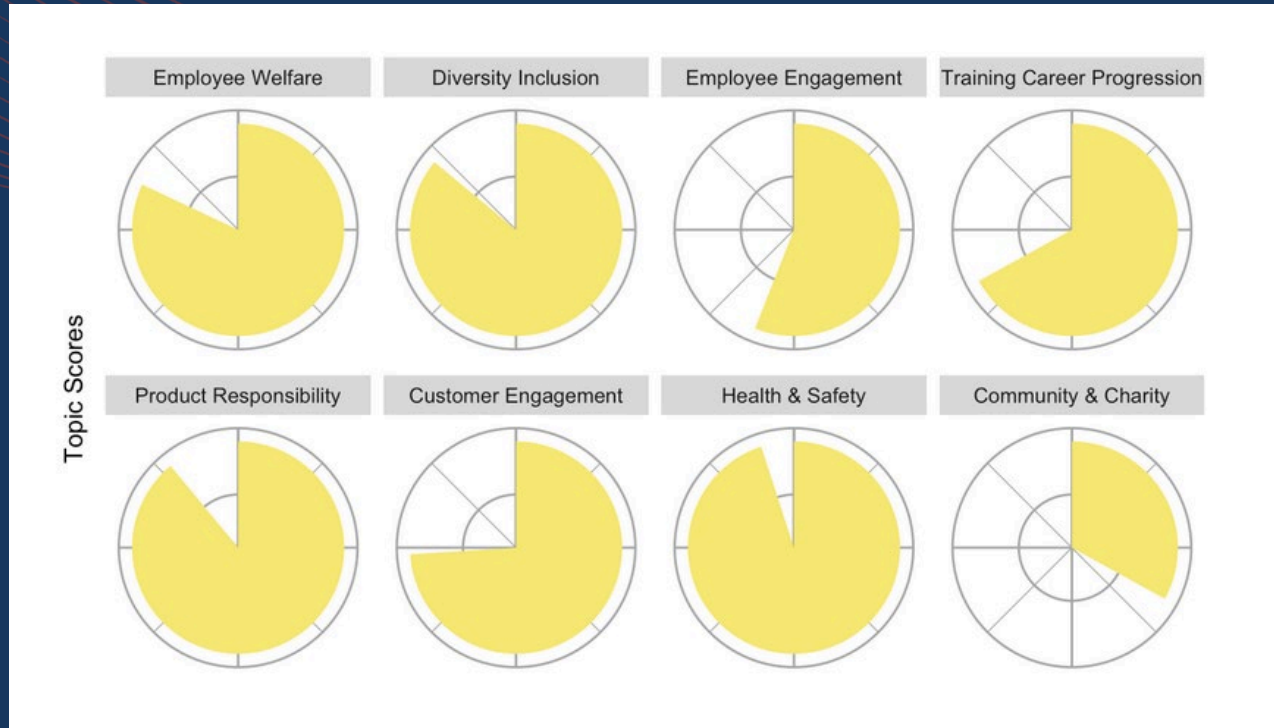 Employee Welfare
Diversity Inclusion
Employee Engagement
Training Career Progression
Topic Scores
Product Responsibility
Customer Engagement
Health & Safety
Community & Charity